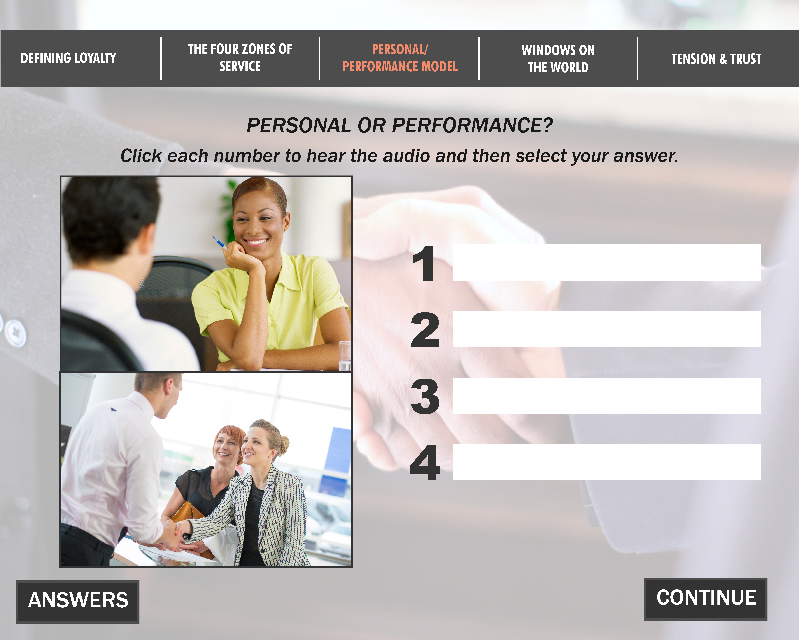 DEFINING LOYALTY
THE FOUR ZONES OF
SERVICE
PERSONAL/
PERFORMANCE MODEL
WINDOWS ON
THE WORLD
TENSION & TRUST
PERSONAL OR PERFORMANCE?
Click each number to hear the audio and then select your answer.
1
2
3
4
ANSWERS
CONTINUE